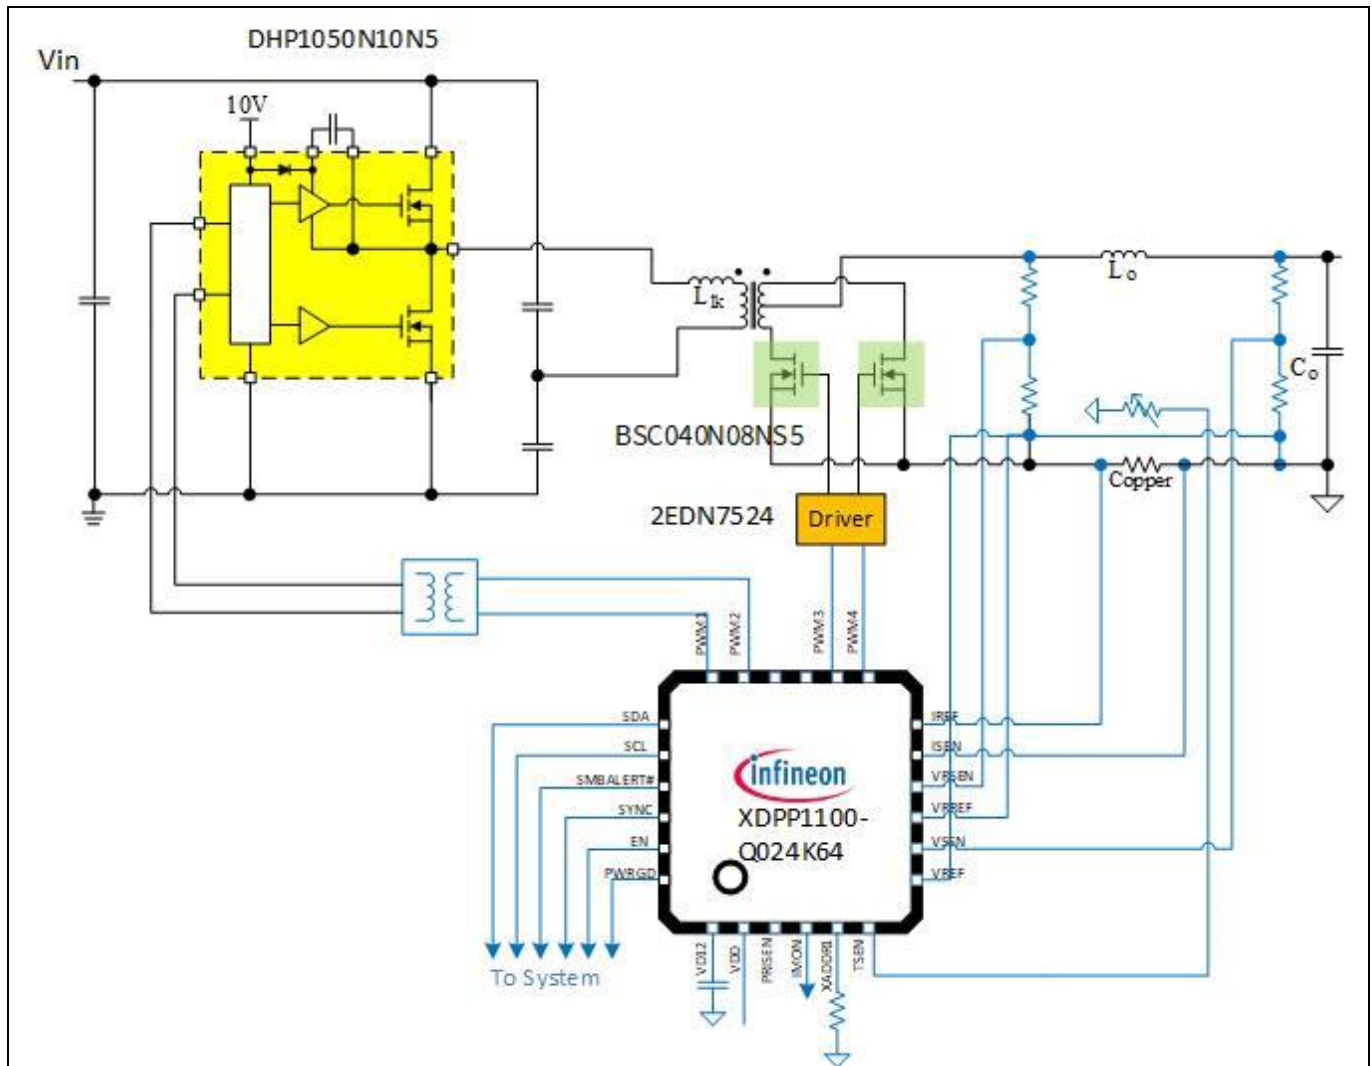 DHP1050N10N5
Vin
10V
Llk
Lo
Co
BSC040N08NS5
Copper
2EDN7524
Driver
PWM1
PWM2
PWM3
PWM4
SDA
SCL
SMBALERT#
SYNC
EN
PWRGD
IREF
ISEN
VRSEN
VRREF
VSEN
VREF
infineon
XDPP1100-
Q024K64
VD12
VDD
PRISEN
IMON
XADDR1
TSEN
To System